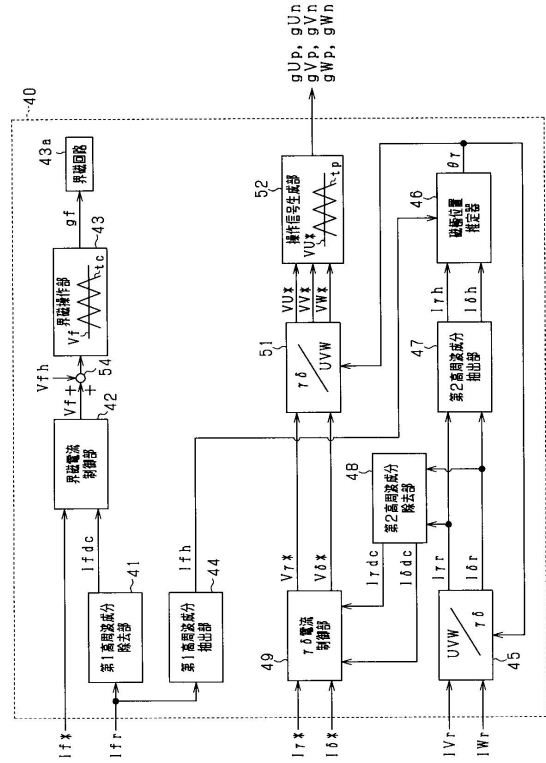 40
43a
界磁回路
gf
43
界磁操作部
Vf
tc
Vfh
54
Vf
+
+
42
界磁電流
制御部
If*
Ifdc
41
第1高周波成分
除去部
Ifr
44
第1高周波成分
抽出部
Ifh
gUp, gUn
gVp, gVn
gWp, gWn
52
操作信号生成部
VU*
tp
VU*
VV*
VW*
51
γδ
UVW
Vγ*
Vδ*
49
γδ電流
制御部
Iγ*
Iδ*
Iγdc
Iδdc
48
第2高周波成分
除去部
θγ
46
磁極位置
推定器
Iγh
Iδh
47
第2高周波成分
抽出部
Iγr
Iδr
UVW
γδ
45
IVr
IWr